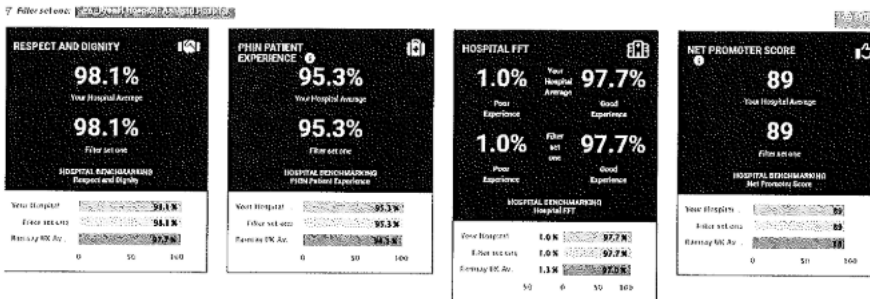 Filter set one:
RESPECT AND DIGNITY
98.1%
Your Hospital Average
98.1%
Filter set one
HOSPITAL BENCHMARKING
Respect and Dignity
Your Hospital
98.1 %
Filter set one
98.1 %
Ramsay UK Av..
97.7 %
0 50 100
PHIN PATIENT
EXPERIENCE
95.3%
Your Hospital Average
95.3%
Filter set one
HOSPITAL BENCHMARKING
PHIN Patient Experience
Your Hospital
95.3 %
Filter set one
95.3 %
Ramsay UK Av..
0 50 100
HOSPITAL FFT
1.0% Your Hospital Average 97.7%
Poor Experience
Good Experience
1.0% Filter set one 97.7%
Poor Experience
Good Experience
HOSPITAL BENCHMARKING
Hospital FFT
Your Hospital
1.0 % 97.7 %
Filter set one
1.0 % 97.7 %
Ramsay UK Av..
1.3 % 97.0 %
50 0 50 100
NET PROMOTER SCORE
89
Your Hospital Average
89
Filter set one
HOSPITAL BENCHMARKING
Net Promoter Score
Your Hospital ..
89
Filter set one
89
Ramsay UK Av..
0 50 100